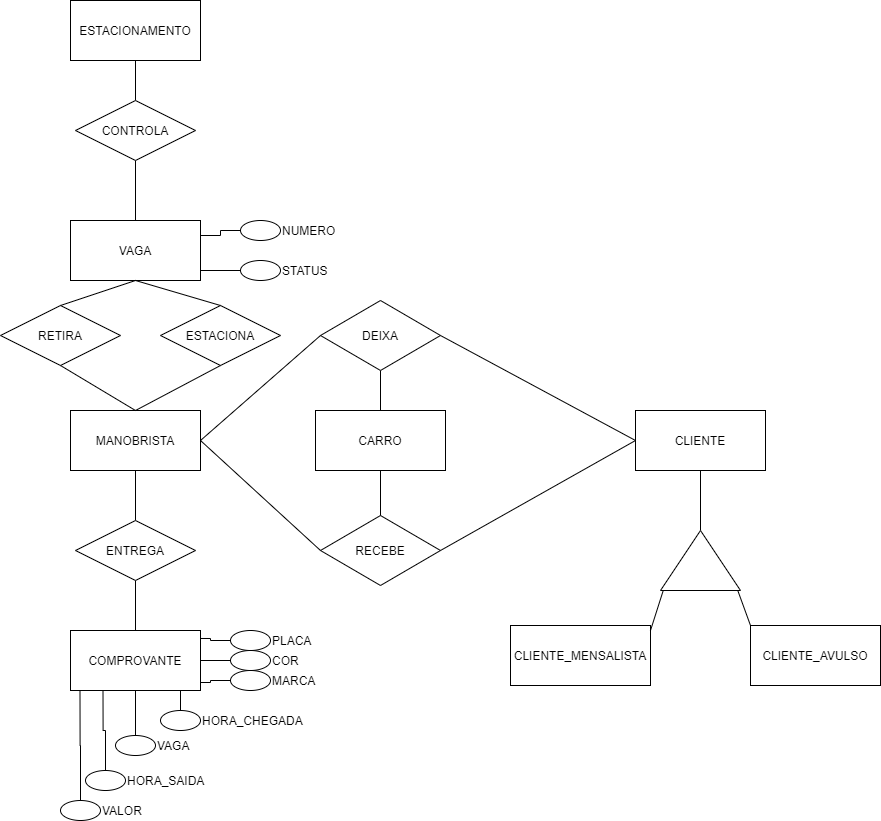 ESTACIONAMENTO
CONTROLA
VAGA
NUMERO
STATUS
RETIRA
ESTACIONA
DEIXA
MANOBRISTA
CARRO
CLIENTE
ENTREGA
RECEBE
COMPROVANTE
PLACA
COR
MARCA
CLIENTE_MENSALISTA
CLIENTE_AVULSO
HORA_CHEGADA
VAGA
HORA_SAIDA
VALOR